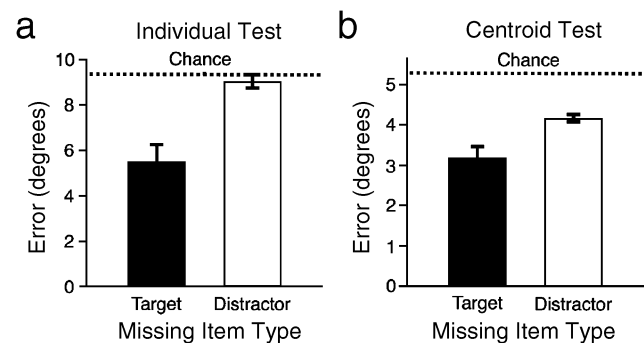 a
Individual Test
Chance
Error (degrees)
10
8
6
4
2
0
Target Distractor
Missing Item Type
b
Centroid Test
Chance
Error (degrees)
5
4
3
2
1
0
Target Distractor
Missing Item Type